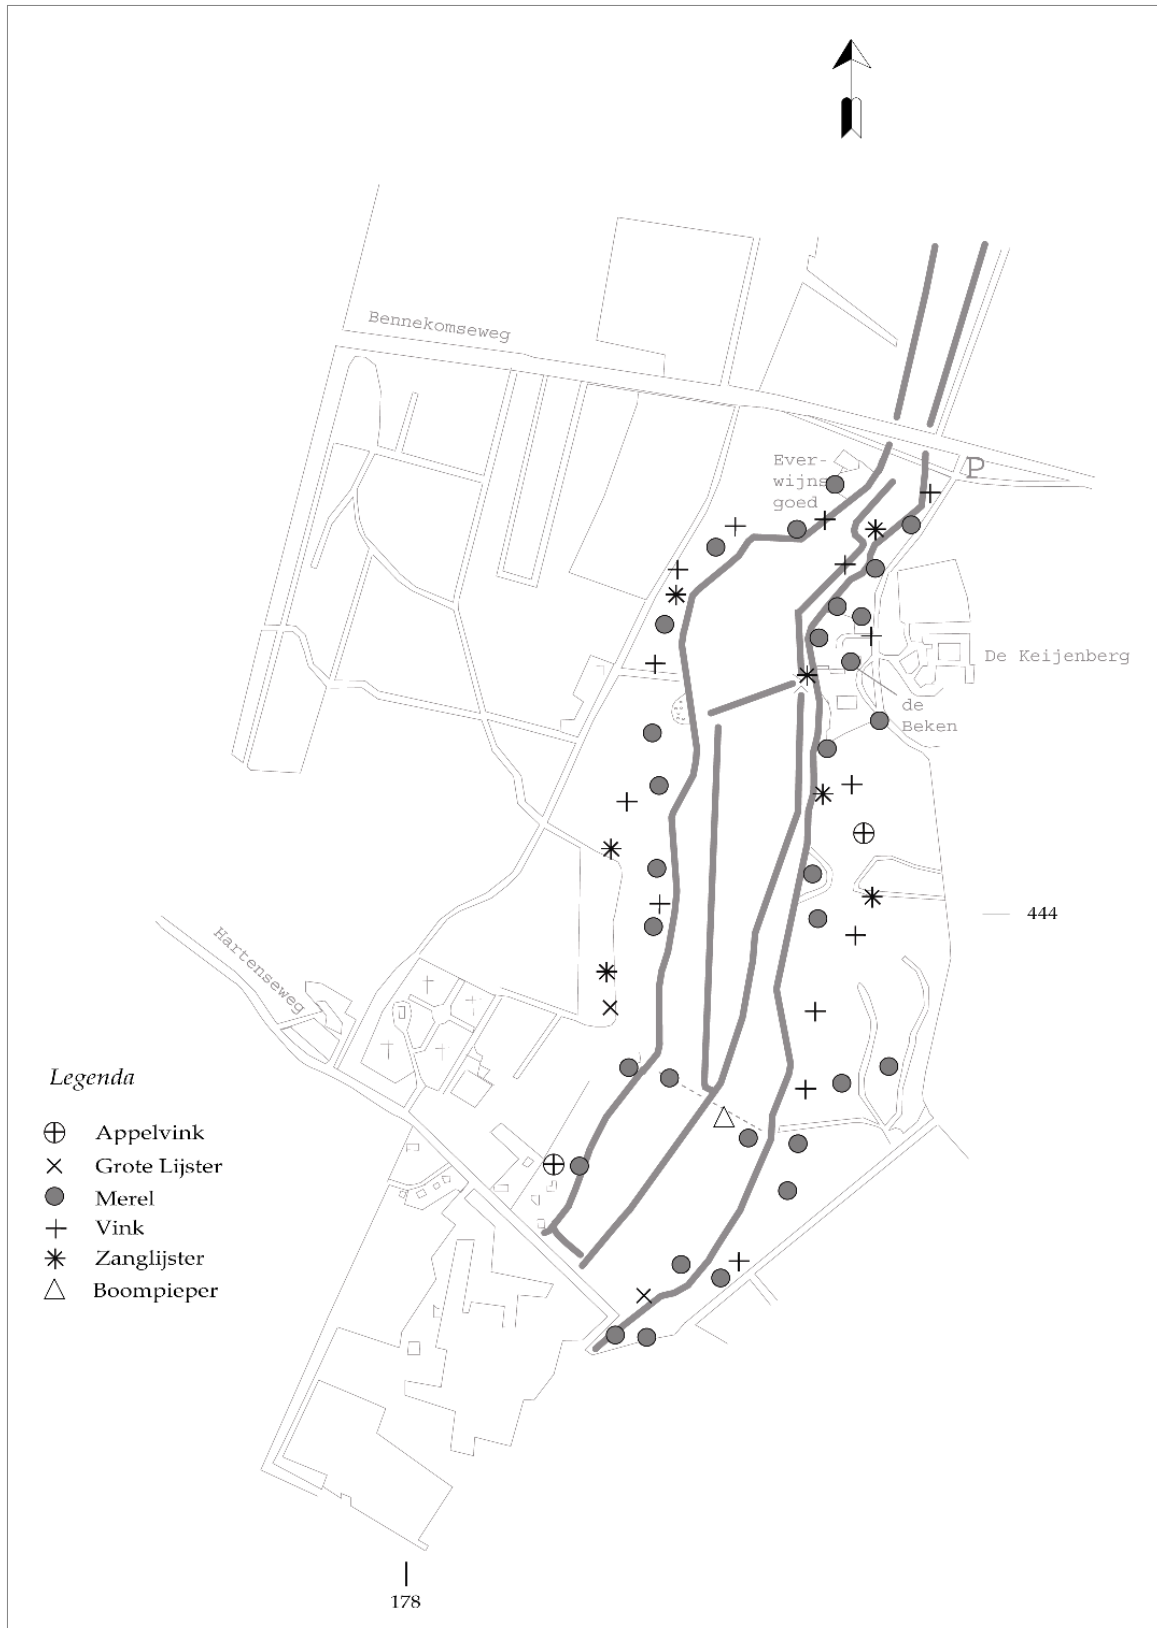 Bennekomseweg
Ever-
wijns
goed
P
De Keijenberg
de
Beken
444
Hartenseweg
Legenda
Appelvink
Grote Lijster
Merel
Vink
Zanglijster
Boompieper
178